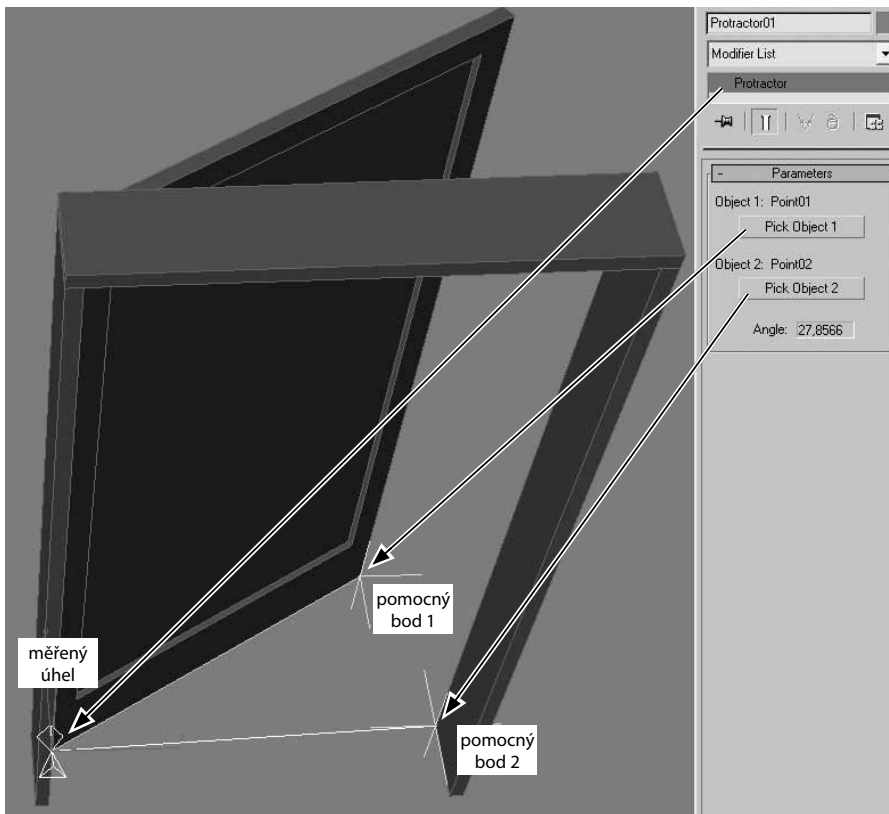 Protractor01
Modifier List
Protractor
- Parameters
Object 1: Point01
Pick Object 1
Object 2: Point02
Pick Object 2
Angle: 27,8566
pomocný
bod 1
měřený
úhel
pomocný
bod 2